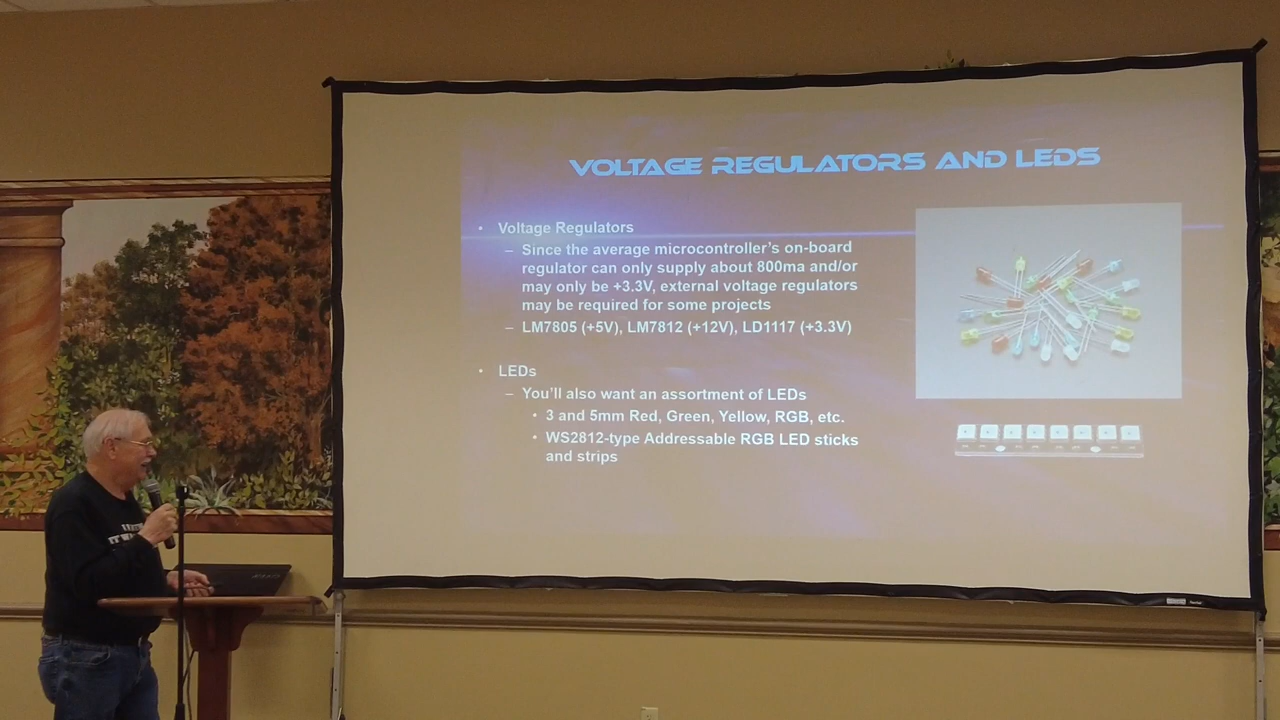 VOLTAGE REGULATORS AND LEDS
• Voltage Regulators
– Since the average microcontroller's on-board
regulator can only supply about 800ma and/or
may only be +3.3V, external voltage regulators
may be required for some projects
– LM7805 (+5V), LM7812 (+12V), LD1117 (+3.3V)
• LEDs
– You'll also want an assortment of LEDs
• 3 and 5mm Red, Green, Yellow, RGB, etc.
• WS2812-type Addressable RGB LED sticks
and strips